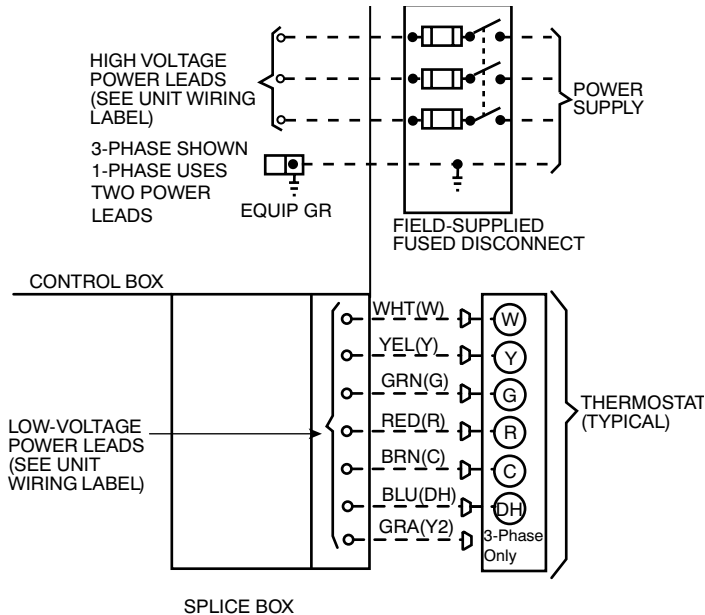 HIGH VOLTAGE
POWER LEADS
(SEE UNIT WIRING
LABEL)
POWER
SUPPLY
3-PHASE SHOWN
1-PHASE USES
TWO POWER
LEADS
EQUIP GR
FIELD-SUPPLIED
FUSED DISCONNECT
CONTROL BOX
WHT(W)
W
YEL(Y)
Y
GRN(G)
G
RED(R)
R
BRN(C)
C
BLU(DH)
DH
GRA(Y2)
3-Phase
Only
THERMOSTAT
(TYPICAL)
LOW-VOLTAGE
POWER LEADS
(SEE UNIT
WIRING LABEL)
SPLICE BOX